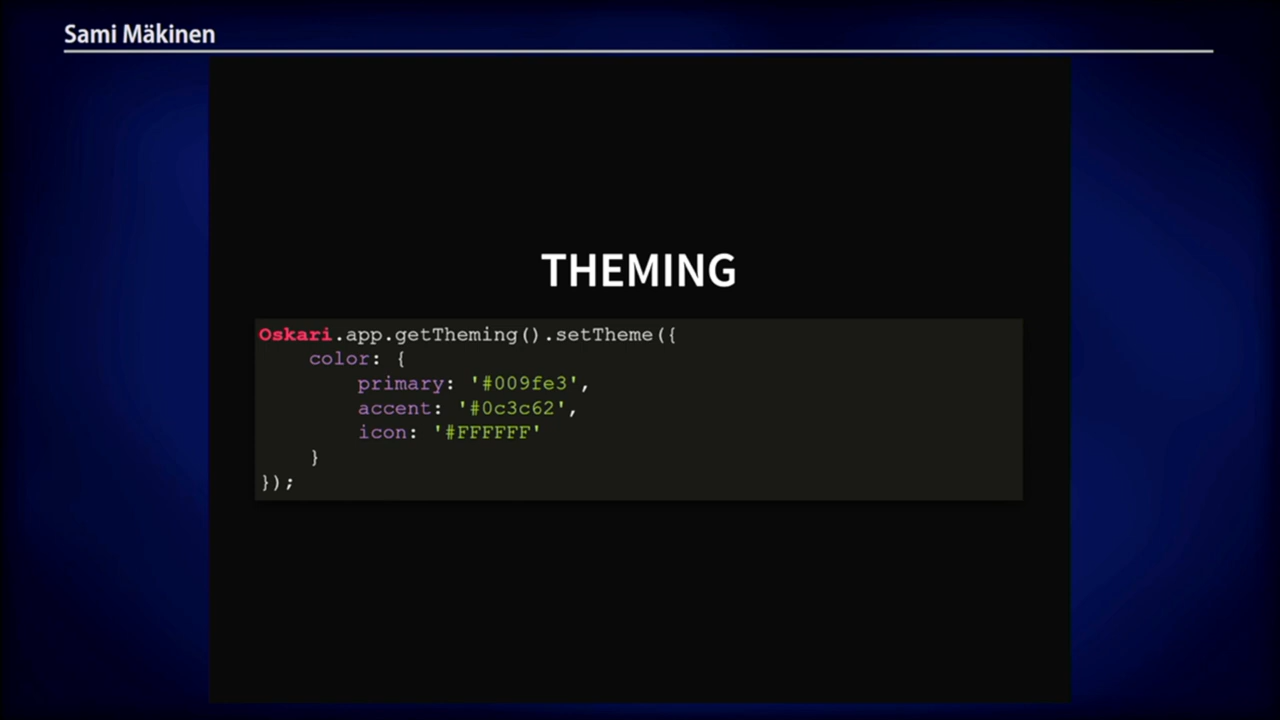 Sami Mäkinen
THEMING
Oskari.app.getTheming().setTheme({
    color: {
        primary: '#009fe3',
        accent: '#0c3c62',
        icon: '#FFFFFF'
    }
});